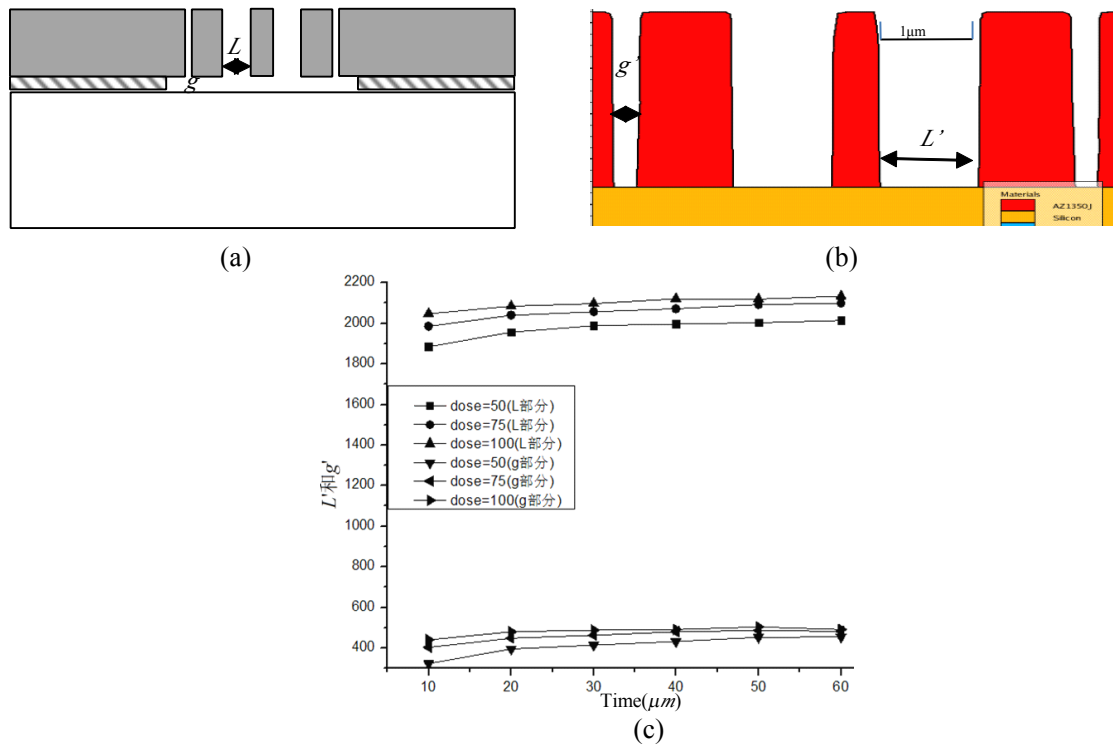 L
g
(a)
1μm
g'
L'
Materials
AZ1350J
Silicon
(b)
2200
2000
1800
1600
1400
1200
1000
800
600
400
L'和g'
dose=50(L部分)
dose=75(L部分)
dose=100(L部分)
dose=50(g部分)
dose=75(g部分)
dose=100(g部分)
10 20 30 40 50 60
Time(μm)
(c)